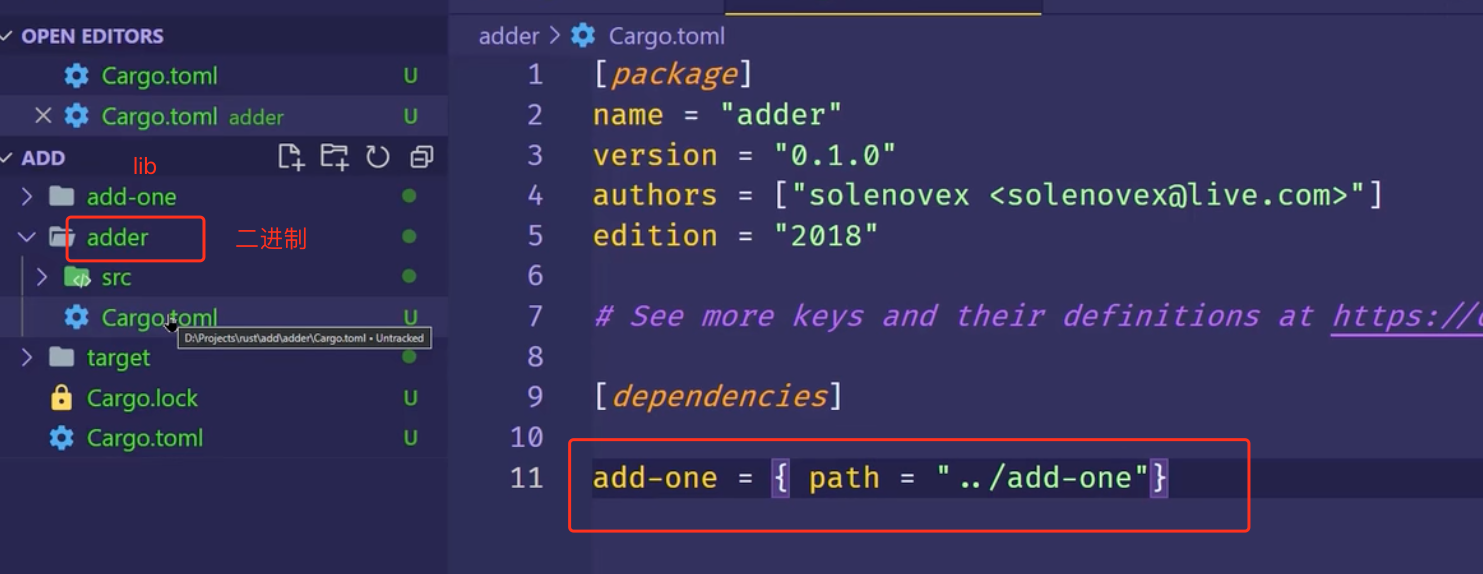 OPEN EDITORS
Cargo.toml U
Cargo.toml adder U
ADD
lib
add-one
adder
二进制
src
Cargo.toml U
D:\Projects\rust\add\adder\Cargo.toml • Untracked
target
Cargo.lock U
Cargo.toml U
adder > Cargo.toml
1 [package]
2 name = "adder"
3 version = "0.1.0"
4 authors = ["solenovex <solenovex@live.com>"]
5 edition = "2018"
6
7 # See more keys and their definitions at https://
8
9 [dependencies]
10
11 add-one = { path = "../add-one"}